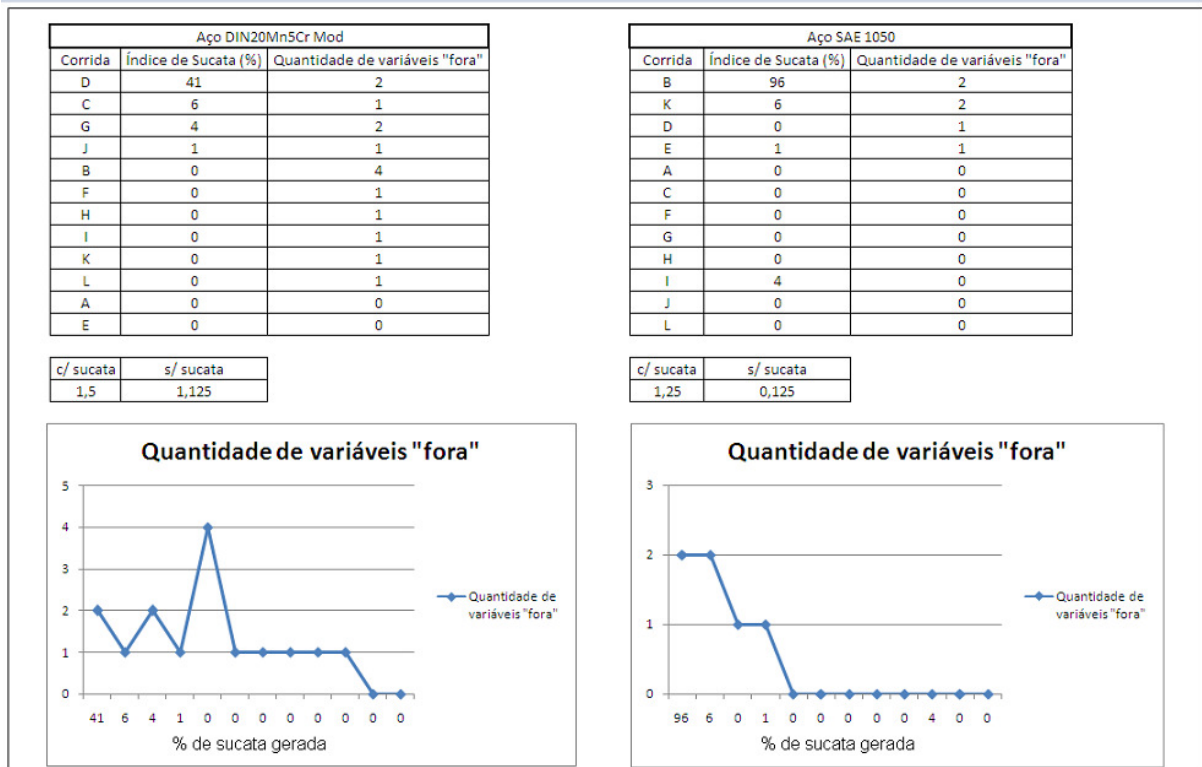 Aço DIN20Mn5Cr Mod
Corrida Índice de Sucata (%) Quantidade de variáveis "fora"
D 41 2
C 6 1
G 4 2
J 1 1
B 0 4
F 0 1
H 0 1
I 0 1
K 0 1
L 0 1
A 0 0
E 0 0
c/ sucata s/ sucata
1,5 1,125
Quantidade de variáveis "fora"
5
4
3
2
1
0
41 6 4 1 0 0 0 0 0 0 0 0
% de sucata gerada
Quantidade de
variáveis "fora"
Aço SAE 1050
Corrida Índice de Sucata (%) Quantidade de variáveis "fora"
B 96 2
K 6 2
D 0 1
E 1 1
A 0 0
C 0 0
F 0 0
G 0 0
H 0 0
I 4 0
J 0 0
L 0 0
c/ sucata s/ sucata
1,25 0,125
Quantidade de variáveis "fora"
3
2
1
0
96 6 0 1 0 0 0 0 0 4 0 0
% de sucata gerada
Quantidade de
variáveis "fora"